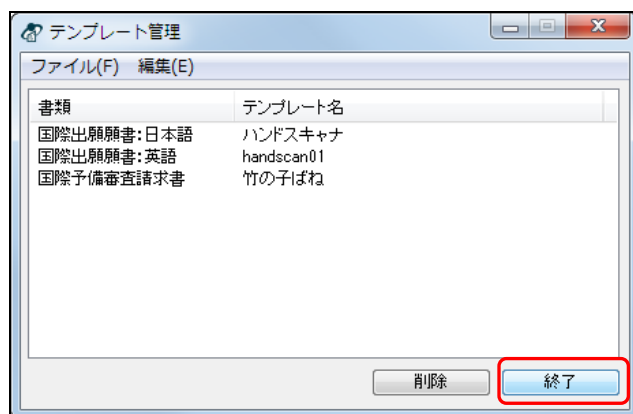 テンプレート管理
ファイル(F) 編集(E)
書類 テンプレート名
国際出願願書:日本語 ハンドスキャナ
国際出願願書:英語 handscan01
国際予備審査請求書 竹の子ばね
削除 終了